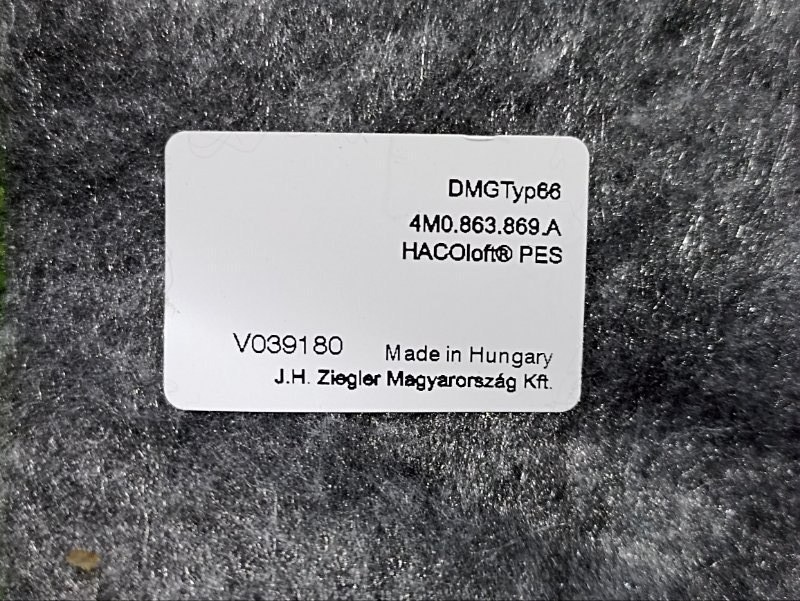 DMGTyp66
4M0.863.869.A
HACOloft® PES
V039180
Made in Hungary
J.H. Ziegler Magyarország Kft.